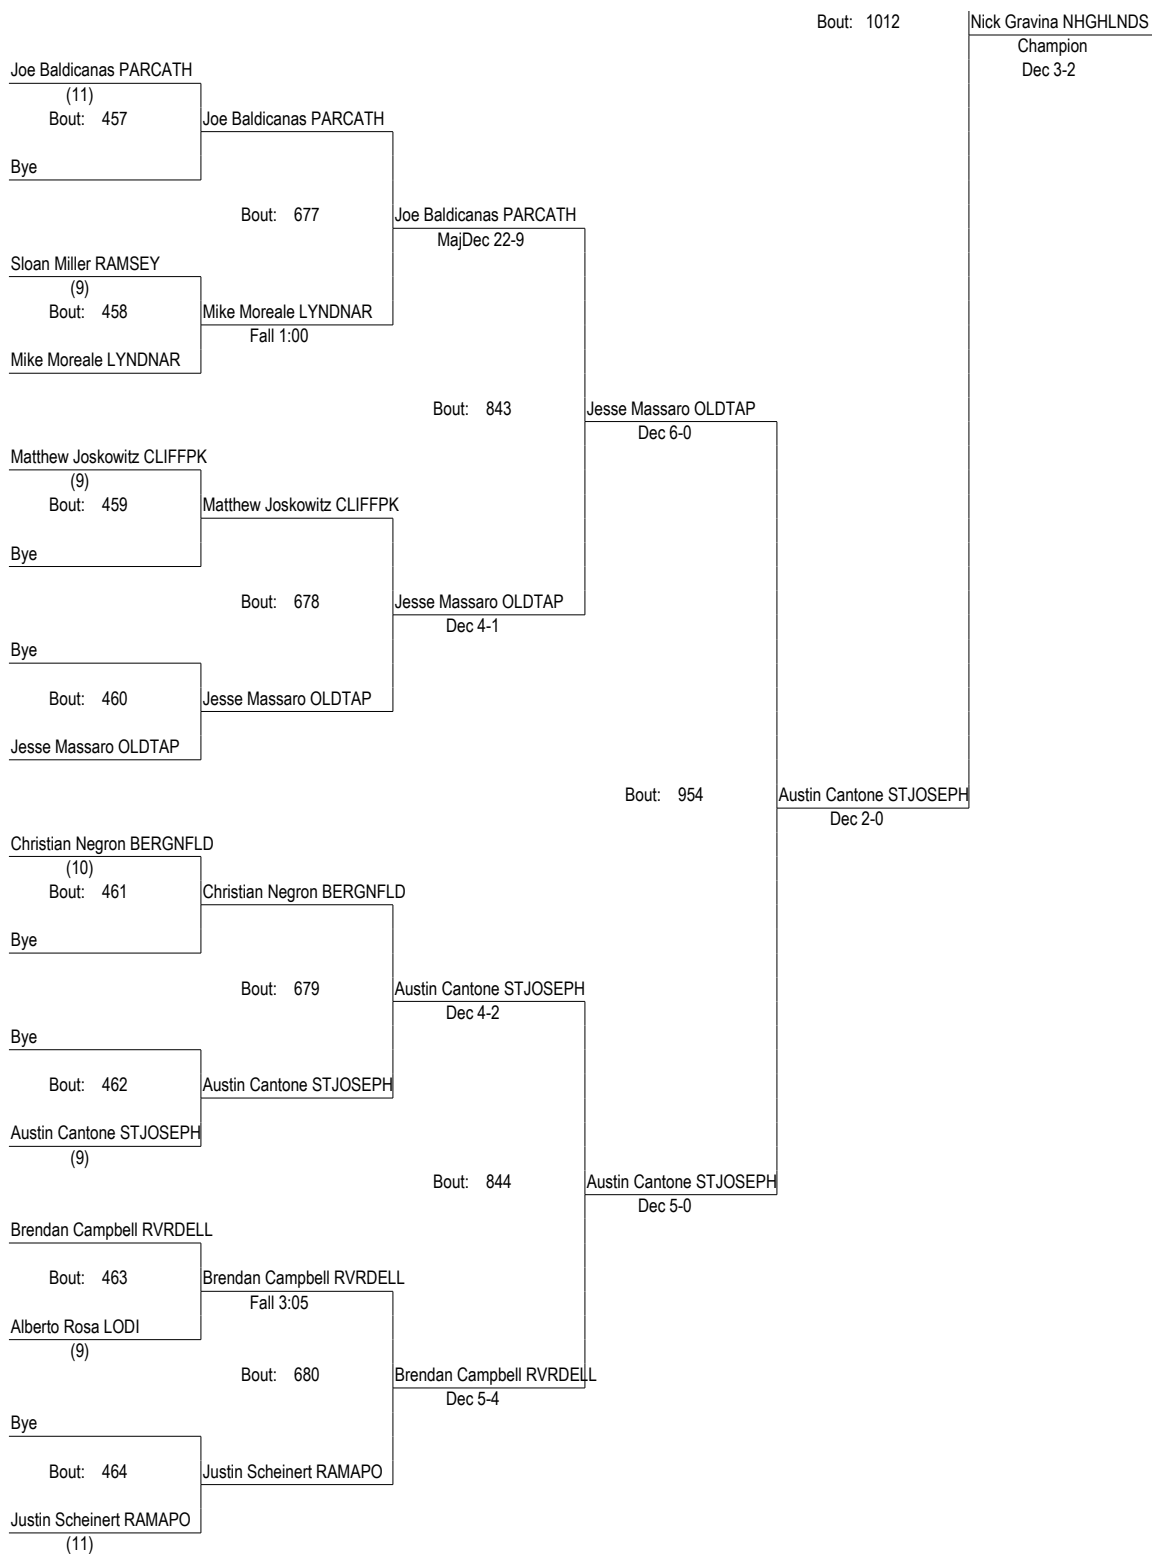 Bout: 1012 Nick Gravina NHGHLNDS
Champion
Joe Baldicanas PARCATH Dec 3-2
(11)
Bout: 457 Joe Baldicanas PARCATH
Bye
Bout: 677 Joe Baldicanas PARCATH
MajDec 22-9
Sloan Miller RAMSEY
(9)
Bout: 458 Mike Moreale LYNDNAR
Fall 1:00
Mike Moreale LYNDNAR
Bout: 843 Jesse Massaro OLDTAP
Dec 6-0
Matthew Joskowitz CLIFFPK
(9)
Bout: 459 Matthew Joskowitz CLIFFPK
Bye
Bout: 678 Jesse Massaro OLDTAP
Dec 4-1
Bye
Bout: 460 Jesse Massaro OLDTAP
Jesse Massaro OLDTAP
Bout: 954 Austin Cantone STJOSEPH
Dec 2-0
Christian Negron BERGNFLD
(10)
Bout: 461 Christian Negron BERGNFLD
Bye
Bout: 679 Austin Cantone STJOSEPH
Dec 4-2
Bye
Bout: 462 Austin Cantone STJOSEPH
Austin Cantone STJOSEPH
(9)
Bout: 844 Austin Cantone STJOSEPH
Dec 5-0
Brendan Campbell RVRDELL
Bout: 463 Brendan Campbell RVRDELL
Fall 3:05
Alberto Rosa LODI
(9)
Bout: 680 Brendan Campbell RVRDELL
Dec 5-4
Bye
Bout: 464 Justin Scheinert RAMAPO
Justin Scheinert RAMAPO
(11)